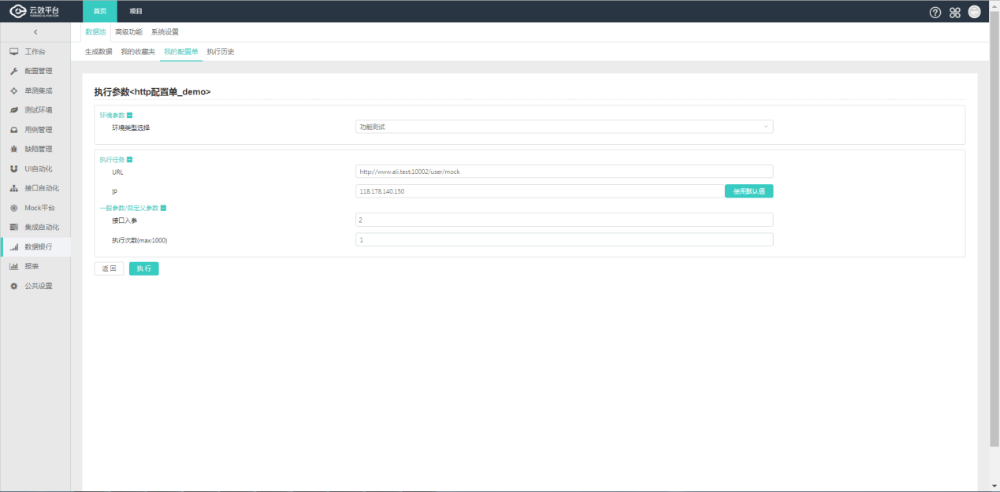 云效平台
首页
项目
数据池
高级功能
系统设置
生成数据
我的收藏夹
我的配置单
执行历史
工作台
配置管理
单测集成
测试环境
用例管理
缺陷管理
UI自动化
接口自动化
Mock平台
集成自动化
数据银行
报表
公共设置
执行参数<http配置单_demo>
环境参数
环境类型选择
功能测试
执行任务
URL
http://www.ali.test:10002/user/mock
IP
118.178.140.150
使用默认值
一般参数/自定义参数
接口入参
2
执行次数(max:1000)
1
返 回
执 行